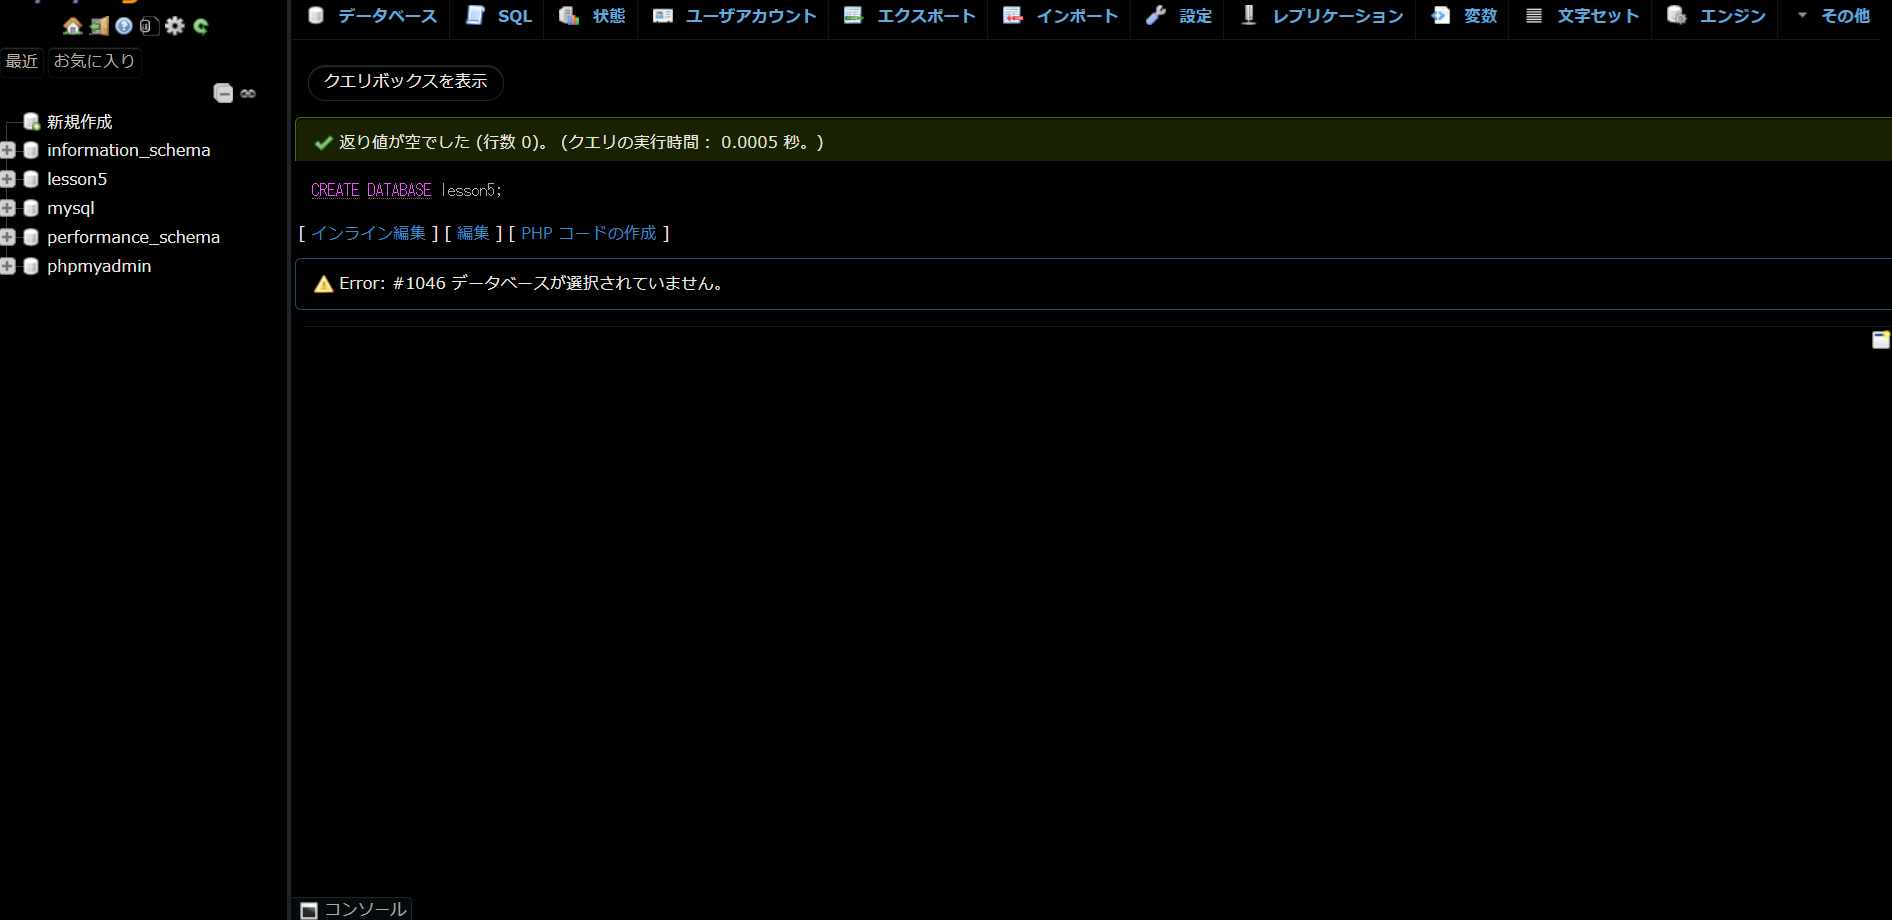 データベース
SQL
状態
ユーザアカウント
エクスポート
インポート
設定
レプリケーション
変数
文字セット
エンジン
その他
最近
お気に入り
新規作成
information_schema
lesson5
mysql
performance_schema
phpmyadmin
クエリボックスを表示
返り値が空でした (行数 0)。 (クエリの実行時間： 0.0005 秒。)
CREATE DATABASE lesson5;
[ インライン編集 ] [ 編集 ] [ PHP コードの作成 ]
Error: #1046 データベースが選択されていません。
コンソール